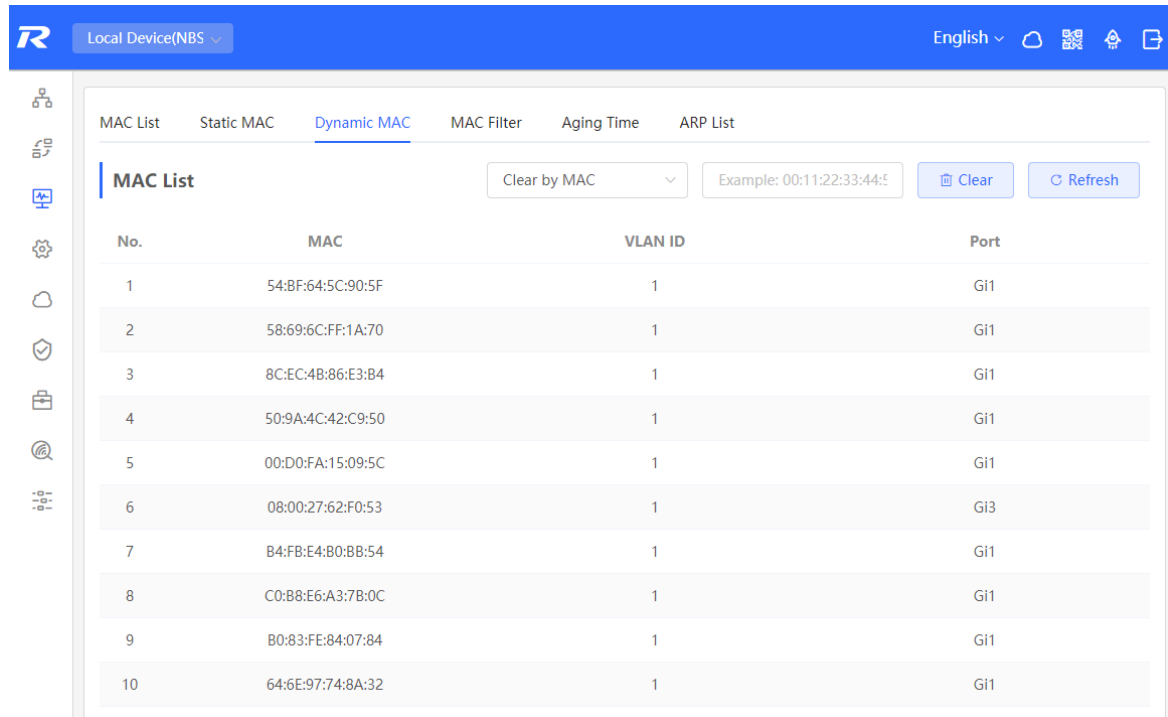 R Local Device(NBS English
MAC List Static MAC Dynamic MAC MAC Filter Aging Time ARP List
MAC List Clear by MAC Example: 00:11:22:33:44:5 Clear Refresh
No. MAC VLAN ID Port
1 54:BF:64:5C:90:5F 1 Gi1
2 58:69:6C:FF:1A:70 1 Gi1
3 8C:EC:4B:86:E3:B4 1 Gi1
4 50:9A:4C:42:C9:50 1 Gi1
5 00:D0:FA:15:09:5C 1 Gi1
6 08:00:27:62:F0:53 1 Gi3
7 B4:FB:E4:B0:BB:54 1 Gi1
8 C0:B8:E6:A3:7B:0C 1 Gi1
9 B0:83:FE:84:07:84 1 Gi1
10 64:6E:97:74:8A:32 1 Gi1